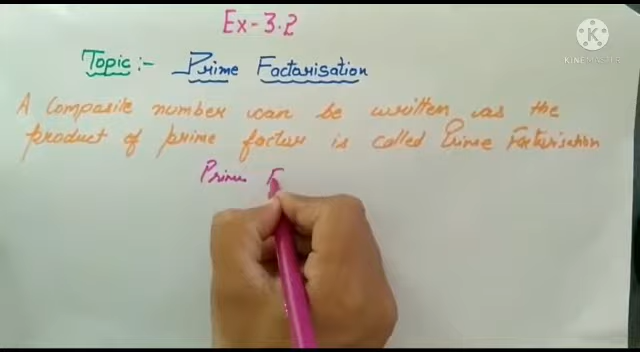 Ex-3.2
Topic:- Prime Factorisation
A Composite number can be written as the
product of prime factor is called Prime Factorisation
Prime F
KINEMASTER